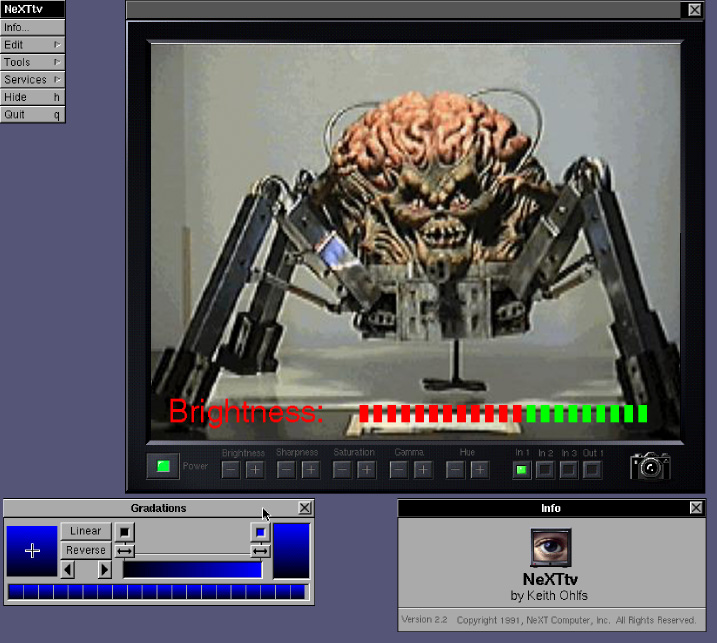 NeXTtv
Info...
Edit
Tools
Services
Hide h
Quit q
Brightness:
Power
Brightness Sharpness Saturation Gamma Hue In 1 In 2 In 3 Out 1
Gradations
Linear
Reverse
Info
NeXTtv
by Keith Ohlfs
Version 2.2 Copyright 1991, NeXT Computer, Inc. All Rights Reserved.